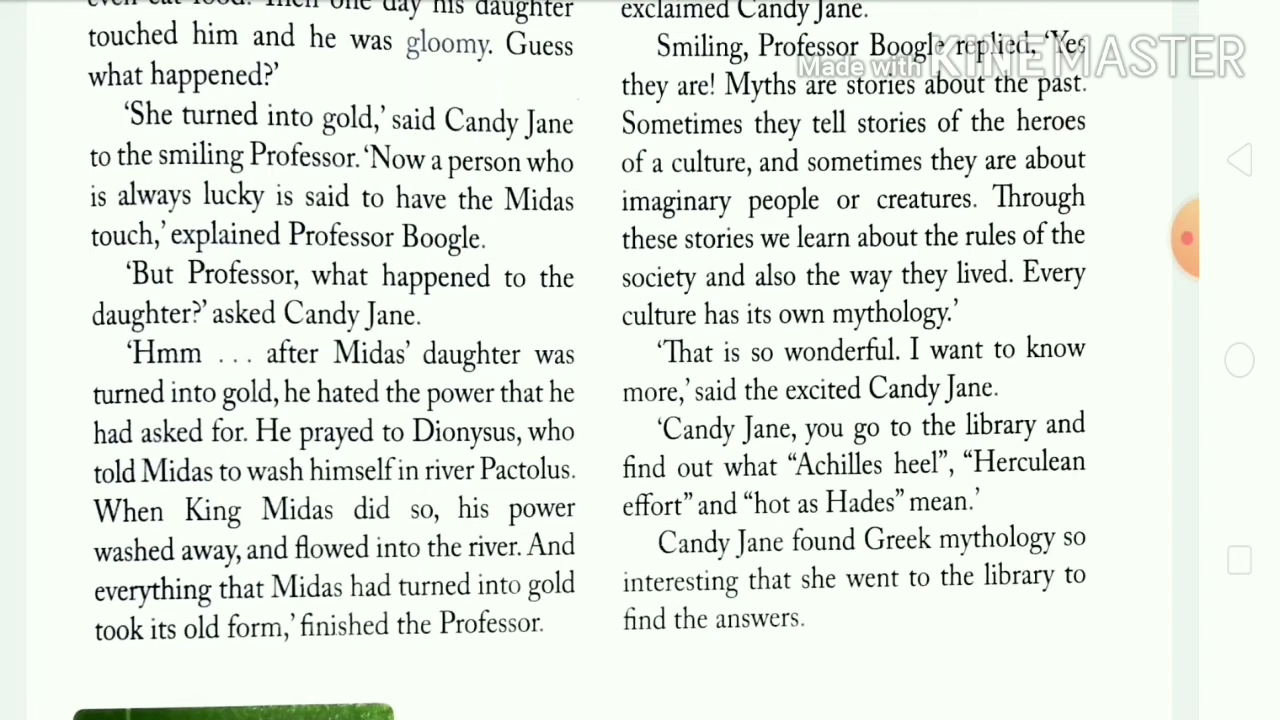 even eat food. Then one day his daughter
touched him and he was gloomy. Guess
what happened?'
'She turned into gold,' said Candy Jane
to the smiling Professor. 'Now a person who
is always lucky is said to have the Midas
touch,' explained Professor Boogle.
'But Professor, what happened to the
daughter?' asked Candy Jane.
'Hmm ... after Midas' daughter was
turned into gold, he hated the power that he
had asked for. He prayed to Dionysus, who
told Midas to wash himself in river Pactolus.
When King Midas did so, his power
washed away, and flowed into the river. And
everything that Midas had turned into gold
took its old form,' finished the Professor.
exclaimed Candy Jane.
Smiling, Professor Boogle replied, 'Yes
they are! Myths are stories about the past.
Sometimes they tell stories of the heroes
of a culture, and sometimes they are about
imaginary people or creatures. Through
these stories we learn about the rules of the
society and also the way they lived. Every
culture has its own mythology.'
'That is so wonderful. I want to know
more,' said the excited Candy Jane.
'Candy Jane, you go to the library and
find out what "Achilles heel", "Herculean
effort" and "hot as Hades" mean.'
Candy Jane found Greek mythology so
interesting that she went to the library to
find the answers.
Made with KINEMASTER